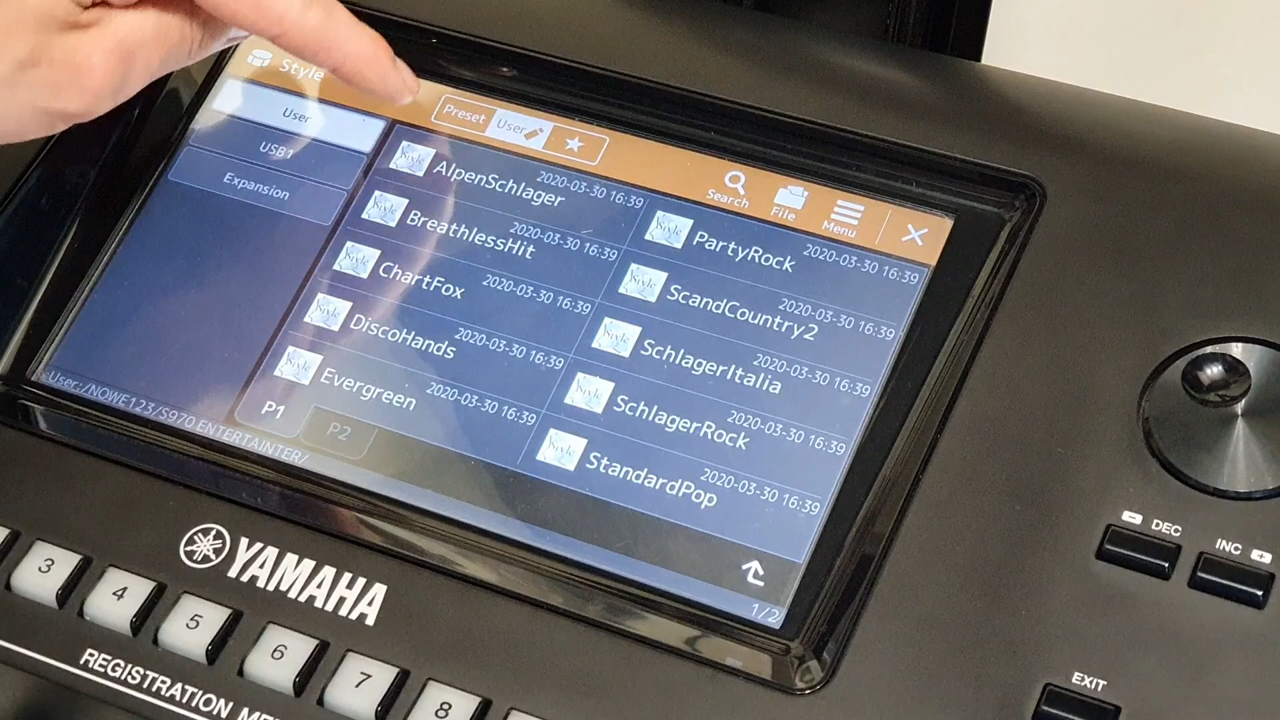 Style
Preset User ★
Search File Menu ×
User
USB1
Expansion
AlpenSchlager 2020-03-30 16:39
BreathlessHit 2020-03-30 16:39
ChartFox 2020-03-30 16:39
DiscoHands 2020-03-30 16:39
Evergreen 2020-03-30 16:39
PartyRock 2020-03-30 16:39
ScandCountry2 2020-03-30 16:39
SchlagerItalia 2020-03-30 16:39
SchlagerRock 2020-03-30 16:39
StandardPop 2020-03-30 16:39
P1 P2
User:/NOWE123/S970 ENTERTAINTER/
1/2
YAMAHA
3 4 5 6 7 8
REGISTRATION
DEC INC
EXIT